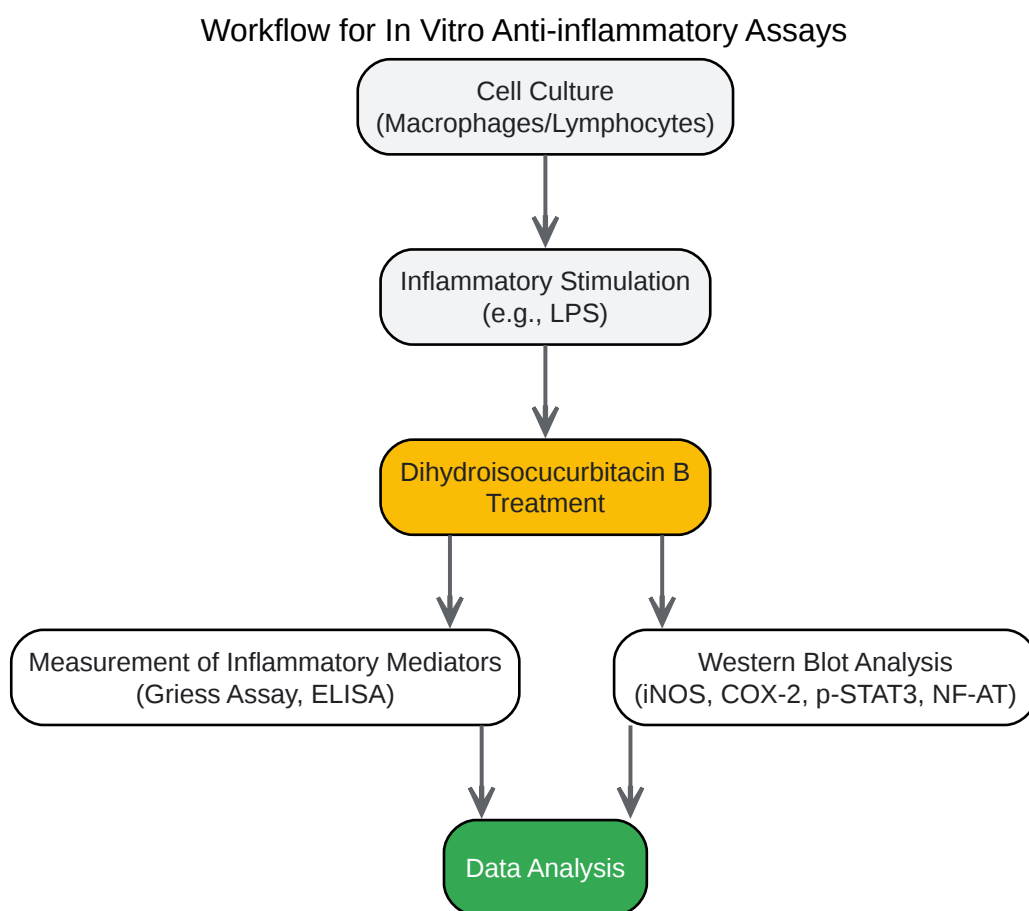 Workflow for In Vitro Anti-inflammatory Assays
Cell Culture
(Macrophages/Lymphocytes)
Inflammatory Stimulation
(e.g., LPS)
Dihydroisocucurbitacin B
Treatment
Measurement of Inflammatory Mediators
(Griess Assay, ELISA)
Western Blot Analysis
(iNOS, COX-2, p-STAT3, NF-AT)
Data Analysis